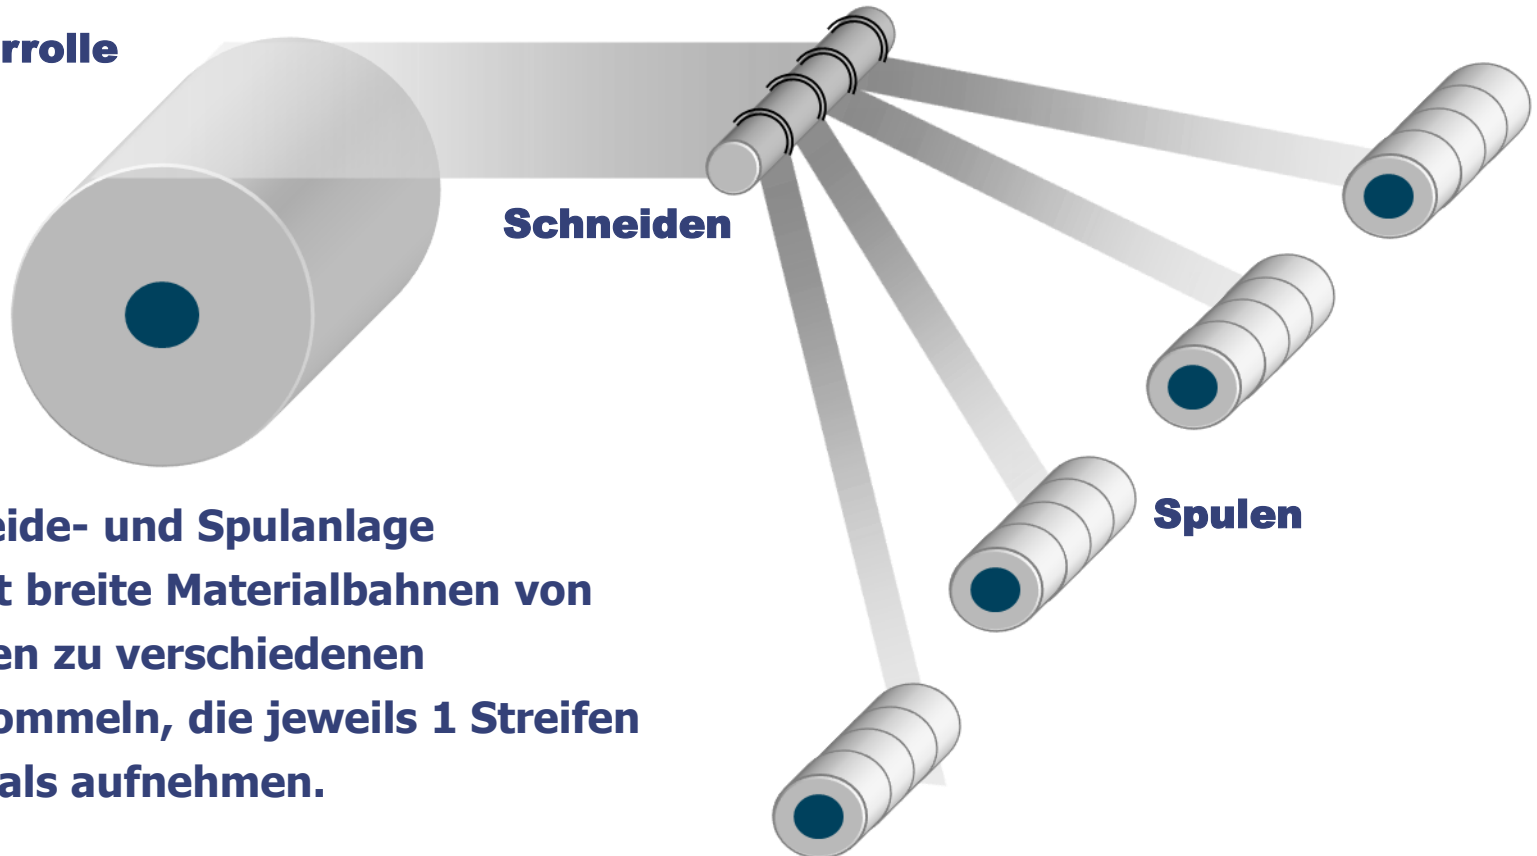 rrolle
Schneiden
Spulen
eide- und Spulanlage
t breite Materialbahnen von
en zu verschiedenen
ommeln, die jeweils 1 Streifen
als aufnehmen.